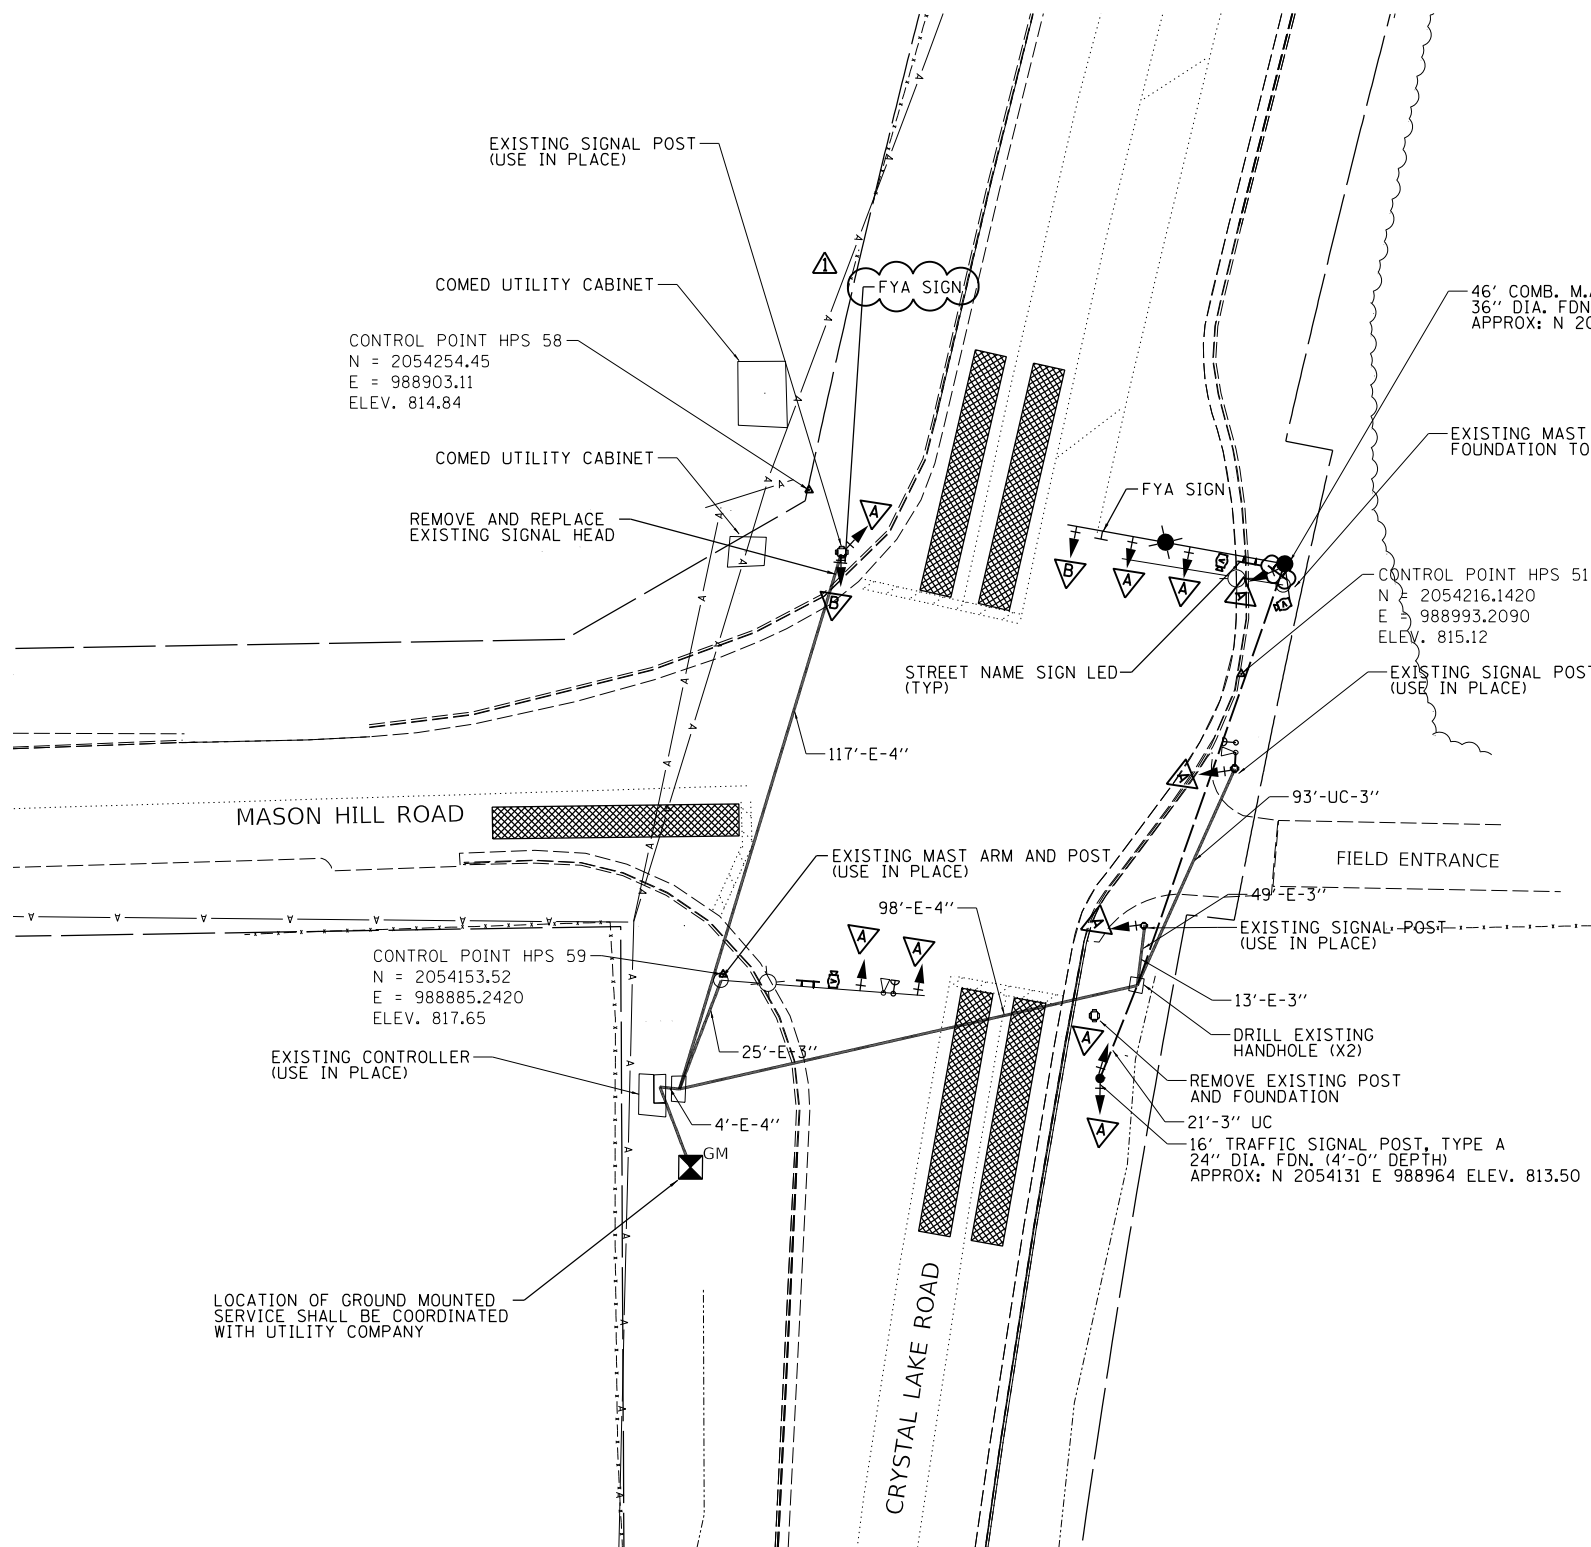 EXISTING SIGNAL POST
(USE IN PLACE)
1
COMED UTILITY CABINET
FYA SIGN
46' COMB. M.A
36" DIA. FDN
APPROX: N 20
CONTROL POINT HPS 58
N = 2054254.45
E = 988903.11
ELEV. 814.84
COMED UTILITY CABINET
EXISTING MAST
FOUNDATION TO
FYA SIGN
REMOVE AND REPLACE
EXISTING SIGNAL HEAD
A
B
B
A
A
A
CONTROL POINT HPS 51
N = 2054216.1420
E = 988993.2090
ELEV. 815.12
STREET NAME SIGN LED
(TYP)
EXISTING SIGNAL POST
(USE IN PLACE)
117'-E-4"
A
93'-UC-3"
MASON HILL ROAD
EXISTING MAST ARM AND POST
(USE IN PLACE)
FIELD ENTRANCE
98'-E-4"
49'-E-3"
A
A
A
EXISTING SIGNAL POST
(USE IN PLACE)
CONTROL POINT HPS 59
N = 2054153.52
E = 988885.2420
ELEV. 817.65
13'-E-3"
DRILL EXISTING
HANDHOLE (X2)
A
EXISTING CONTROLLER
(USE IN PLACE)
25'-E-3"
REMOVE EXISTING POST
AND FOUNDATION
4'-E-4"
21'-3" UC
A
GM
16' TRAFFIC SIGNAL POST, TYPE A
24" DIA. FDN. (4'-0" DEPTH)
APPROX: N 2054131 E 988964 ELEV. 813.50
LOCATION OF GROUND MOUNTED
SERVICE SHALL BE COORDINATED
WITH UTILITY COMPANY
CRYSTAL LAKE ROAD